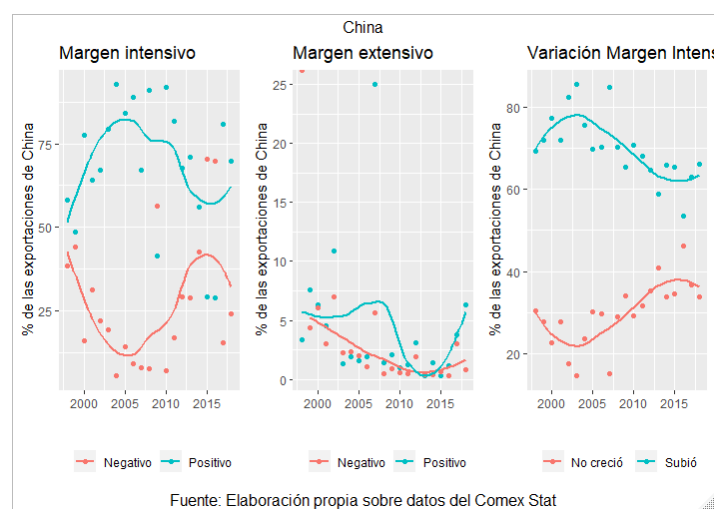 China
Margen intensivo
Margen extensivo
Variación Margen Intens
% de las exportaciones de China
75
50
25
2000 2005 2010 2015
Negativo Positivo
% de las exportaciones de China
25
20
15
10
5
0
2000 2005 2010 2015
Negativo Positivo
% de las exportaciones de China
80
60
40
20
2000 2005 2010 2015
No creció Subió
Fuente: Elaboración propia sobre datos del Comex Stat